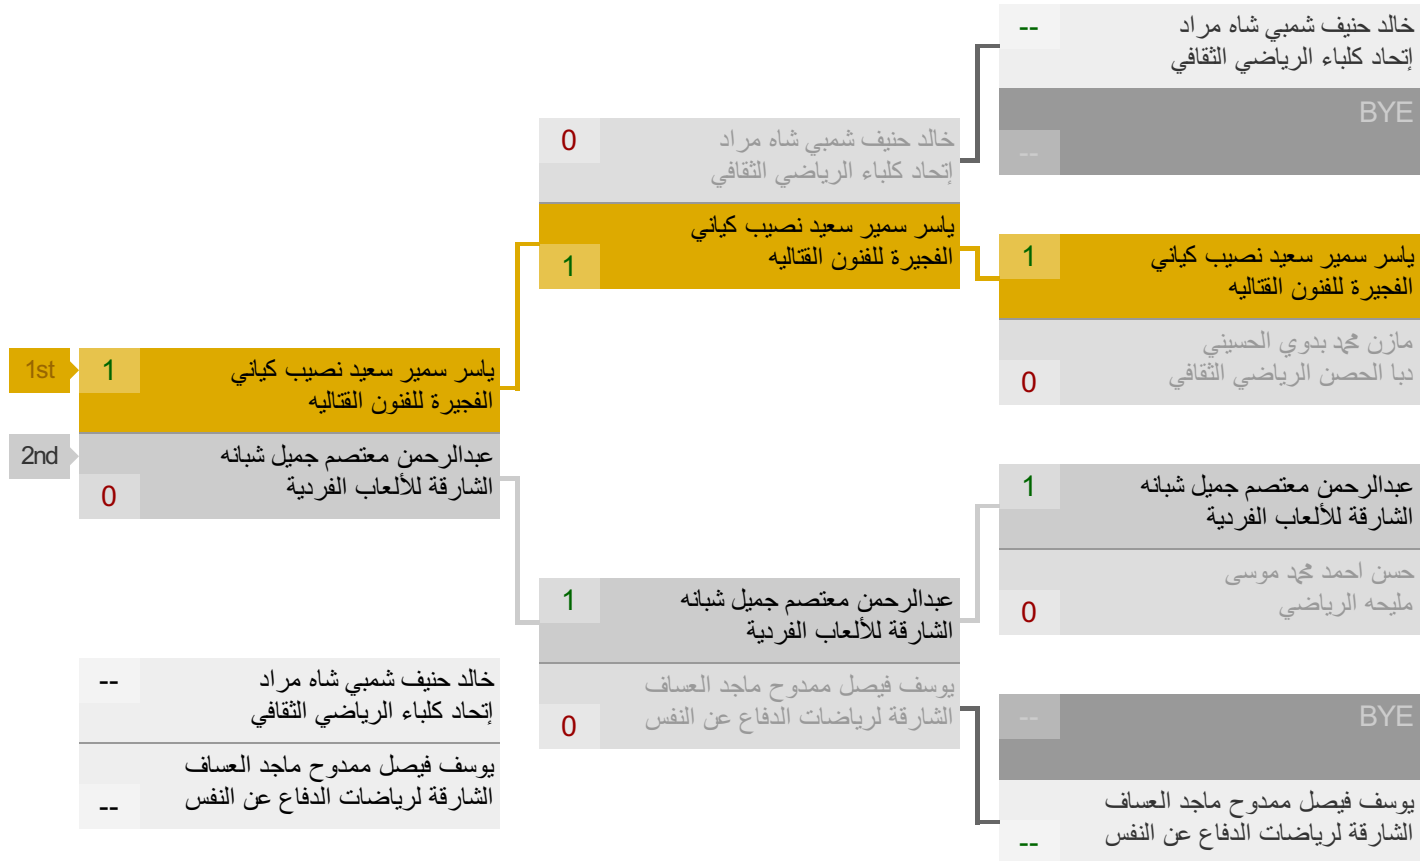 --
خالد حنيف شمبي شاه مراد
إتحاد كلباء الرياضي الثقافي
BYE
--
0
خالد حنيف شمبي شاه مراد
إتحاد كلباء الرياضي الثقافي
ياسر سمير سعيد نصيب كياني
الفجيرة للفنون القتاليه
1
1
ياسر سمير سعيد نصيب كياني
الفجيرة للفنون القتاليه
مازن محمد بدوي الحسيني
دبا الحصن الرياضي الثقافي
0
1st
1
ياسر سمير سعيد نصيب كياني
الفجيرة للفنون القتاليه
2nd
عبدالرحمن معتصم جميل شبانه
الشارقة للألعاب الفردية
0
1
عبدالرحمن معتصم جميل شبانه
الشارقة للألعاب الفردية
حسن احمد محمد موسى
مليحه الرياضي
0
1
عبدالرحمن معتصم جميل شبانه
الشارقة للألعاب الفردية
يوسف فيصل ممدوح ماجد العساف
الشارقة لرياضات الدفاع عن النفس
0
--
خالد حنيف شمبي شاه مراد
إتحاد كلباء الرياضي الثقافي
يوسف فيصل ممدوح ماجد العساف
الشارقة لرياضات الدفاع عن النفس
--
--
BYE
يوسف فيصل ممدوح ماجد العساف
الشارقة لرياضات الدفاع عن النفس
--